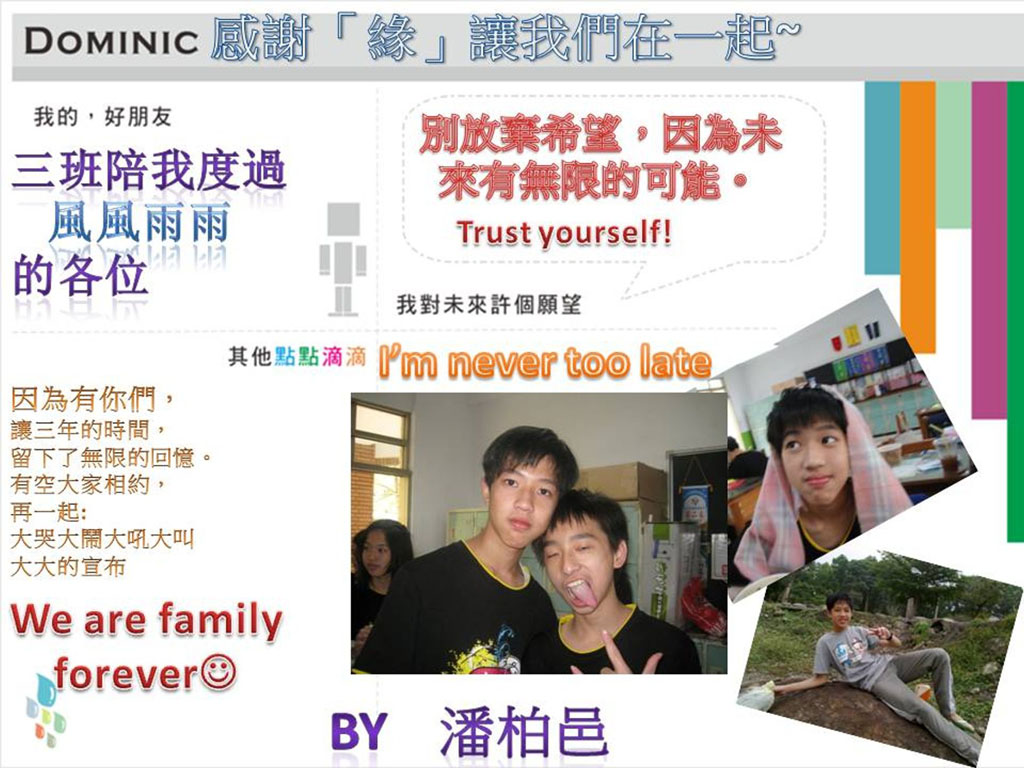 DOMINIC 感謝「緣」讓我們在一起~
我的，好朋友
三班陪我度過
風風雨雨
的各位
別放棄希望，因為未
來有無限的可能。
Trust yourself!
我對未來許個願望
其他點點滴滴 I'm never too late
因為有你們，
讓三年的時間，
留下了無限的回憶。
有空大家相約，
再一起:
大哭大鬧大吼大叫
大大的宣布
We are family
forever☺
BY 潘柏邑